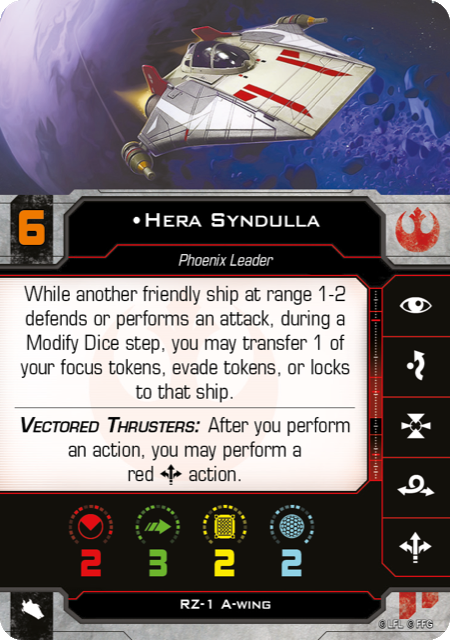 6
•Hera Syndulla
Phoenix Leader
While another friendly ship at range 1-2
defends or performs an attack, during a
Modify Dice step, you may transfer 1 of
your focus tokens, evade tokens, or locks
to that ship.
Vectored Thrusters: After you perform
an action, you may perform a
red action.
2 3 2 2
RZ-1 A-wing
©LFL ©FFG